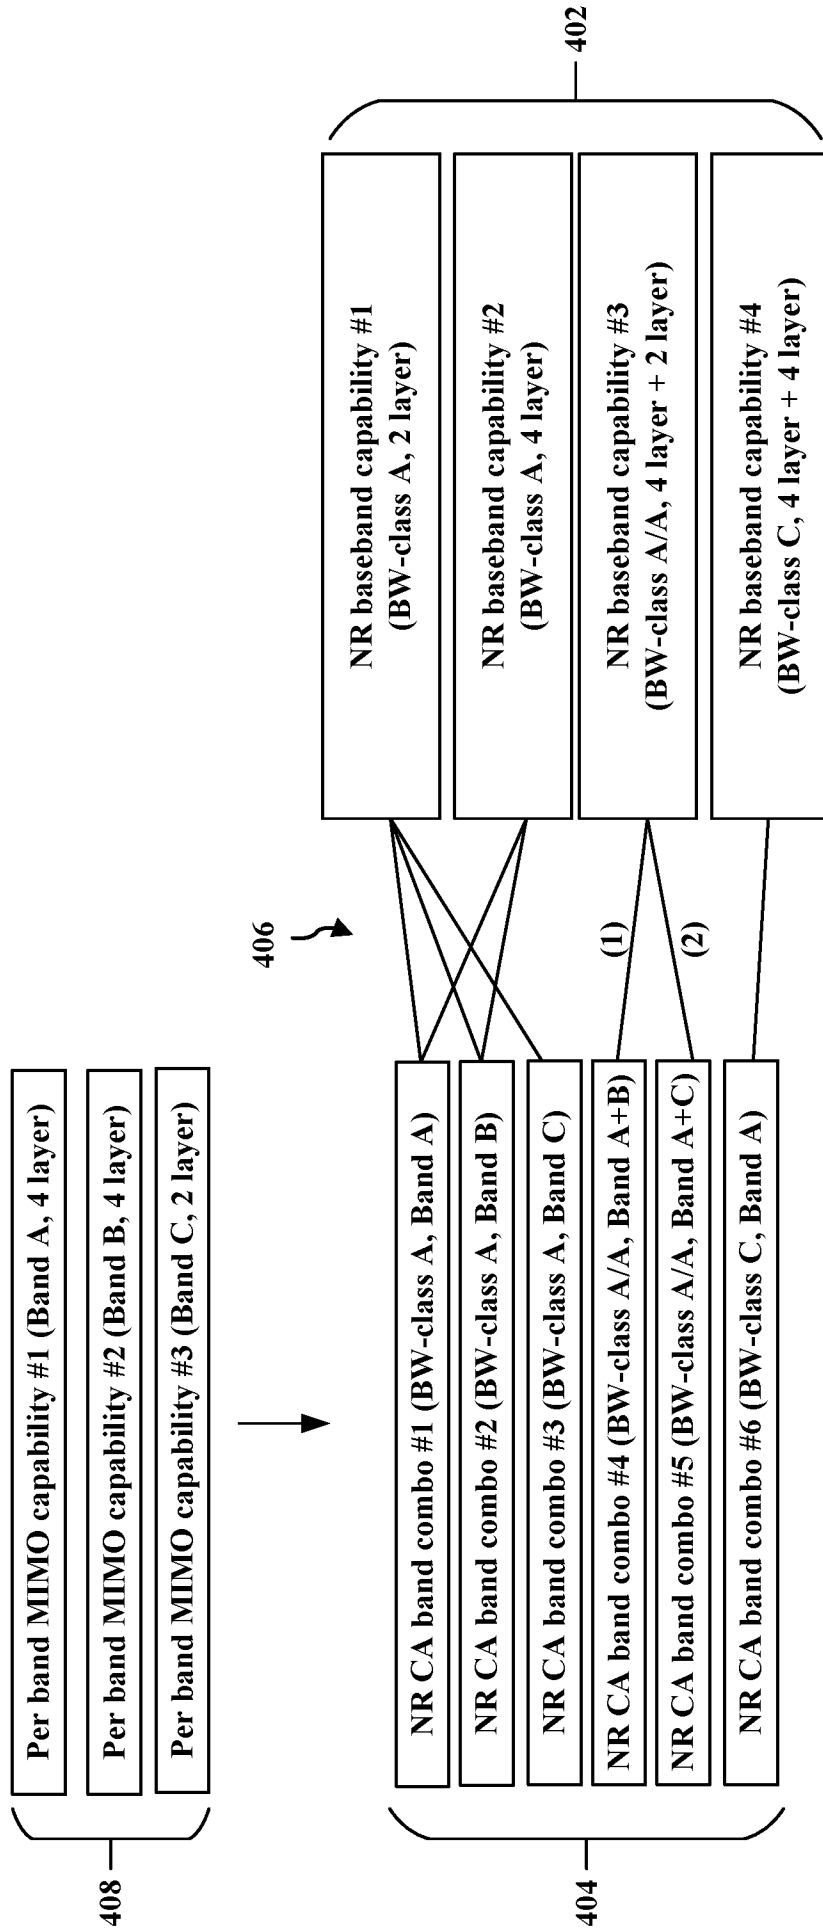 408
Per band MIMO capability #1 (Band A, 4 layer)
Per band MIMO capability #2 (Band B, 4 layer)
Per band MIMO capability #3 (Band C, 2 layer)
404
NR CA band combo #1 (BW-class A, Band A)
NR CA band combo #2 (BW-class A, Band B)
NR CA band combo #3 (BW-class A, Band C)
NR CA band combo #4 (BW-class A/A, Band A+B)
NR CA band combo #5 (BW-class A/A, Band A+C)
NR CA band combo #6 (BW-class C, Band A)
406
(1)
(2)
NR baseband capability #1
(BW-class A, 2 layer)
NR baseband capability #2
(BW-class A, 4 layer)
NR baseband capability #3
(BW-class A/A, 4 layer + 2 layer)
NR baseband capability #4
(BW-class C, 4 layer + 4 layer)
402